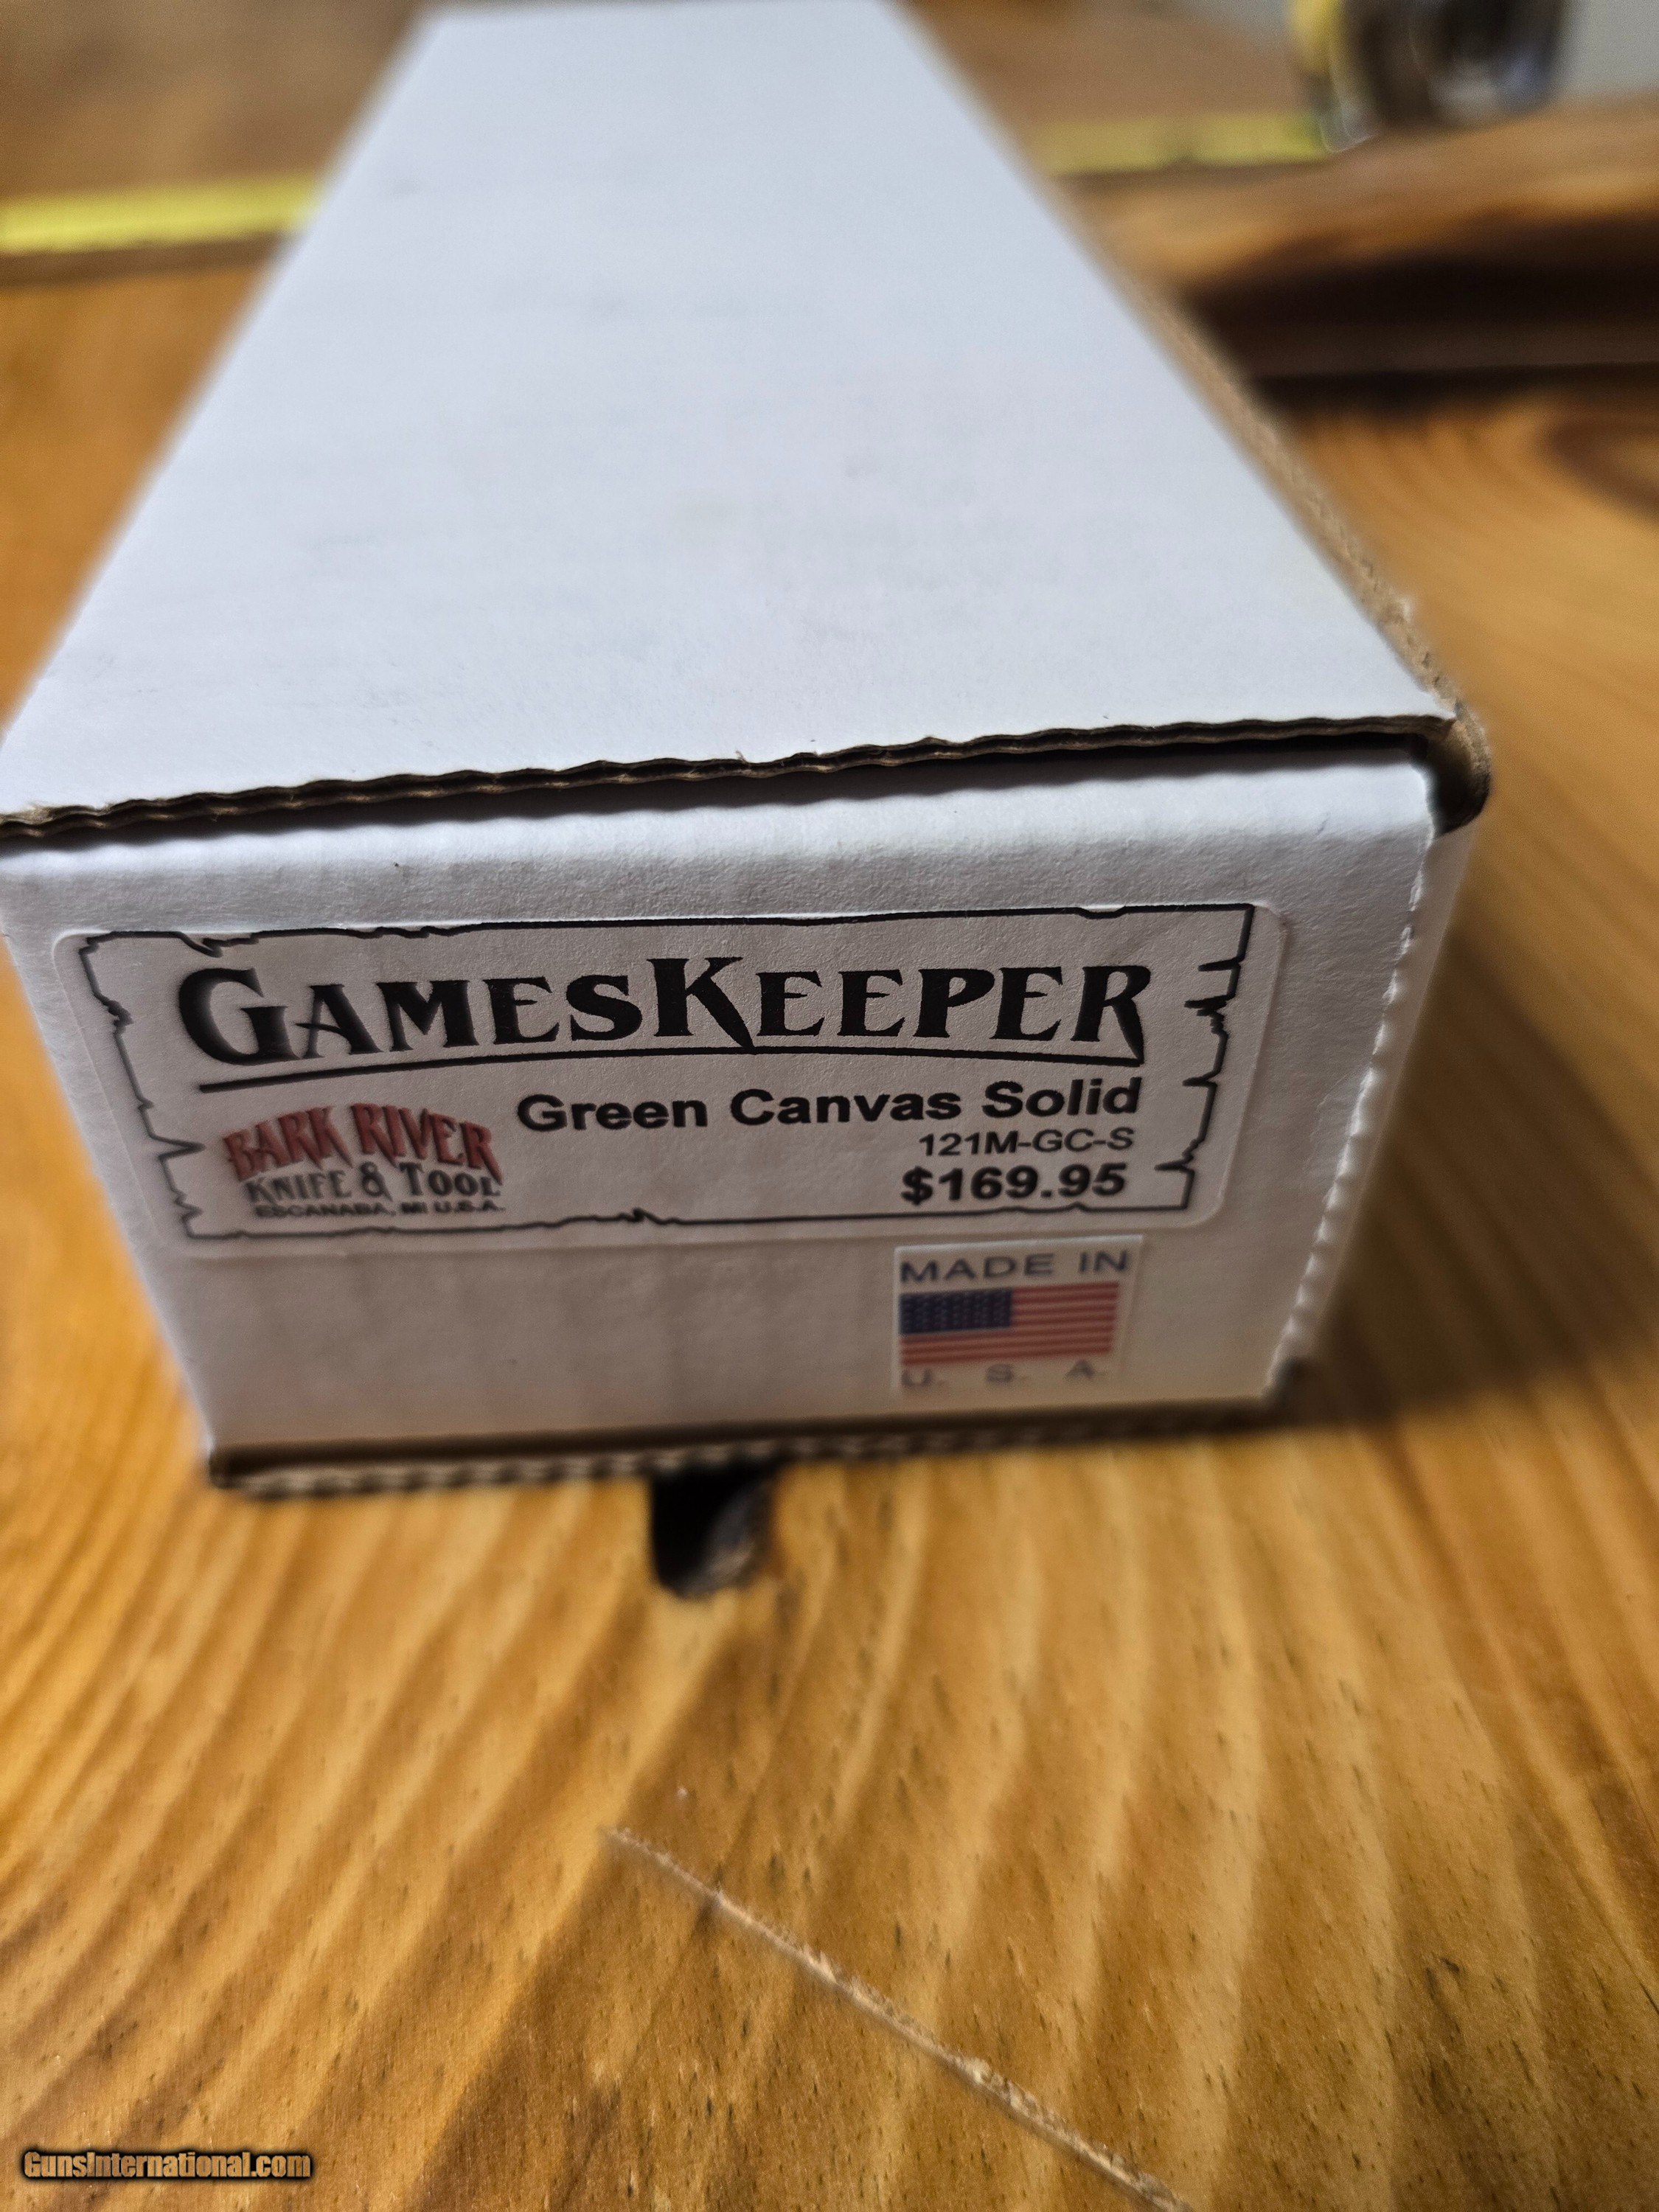 GAMESKEEPER
Green Canvas Solid
121M-GC-S
$169.95
BARK RIVER
KNIFE & TOOL
ESCANABA, MI U.S.A.
MADE IN
U. S. A.
GunsInternational.com